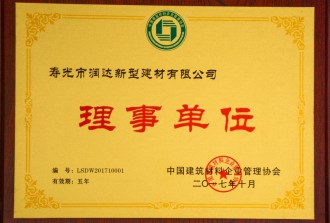 寿光市润达新型建材有限公司
理事单位
编 号：LSDW201710001
有效期：五年
中国建筑材料企业管理协会
二〇一七年十月